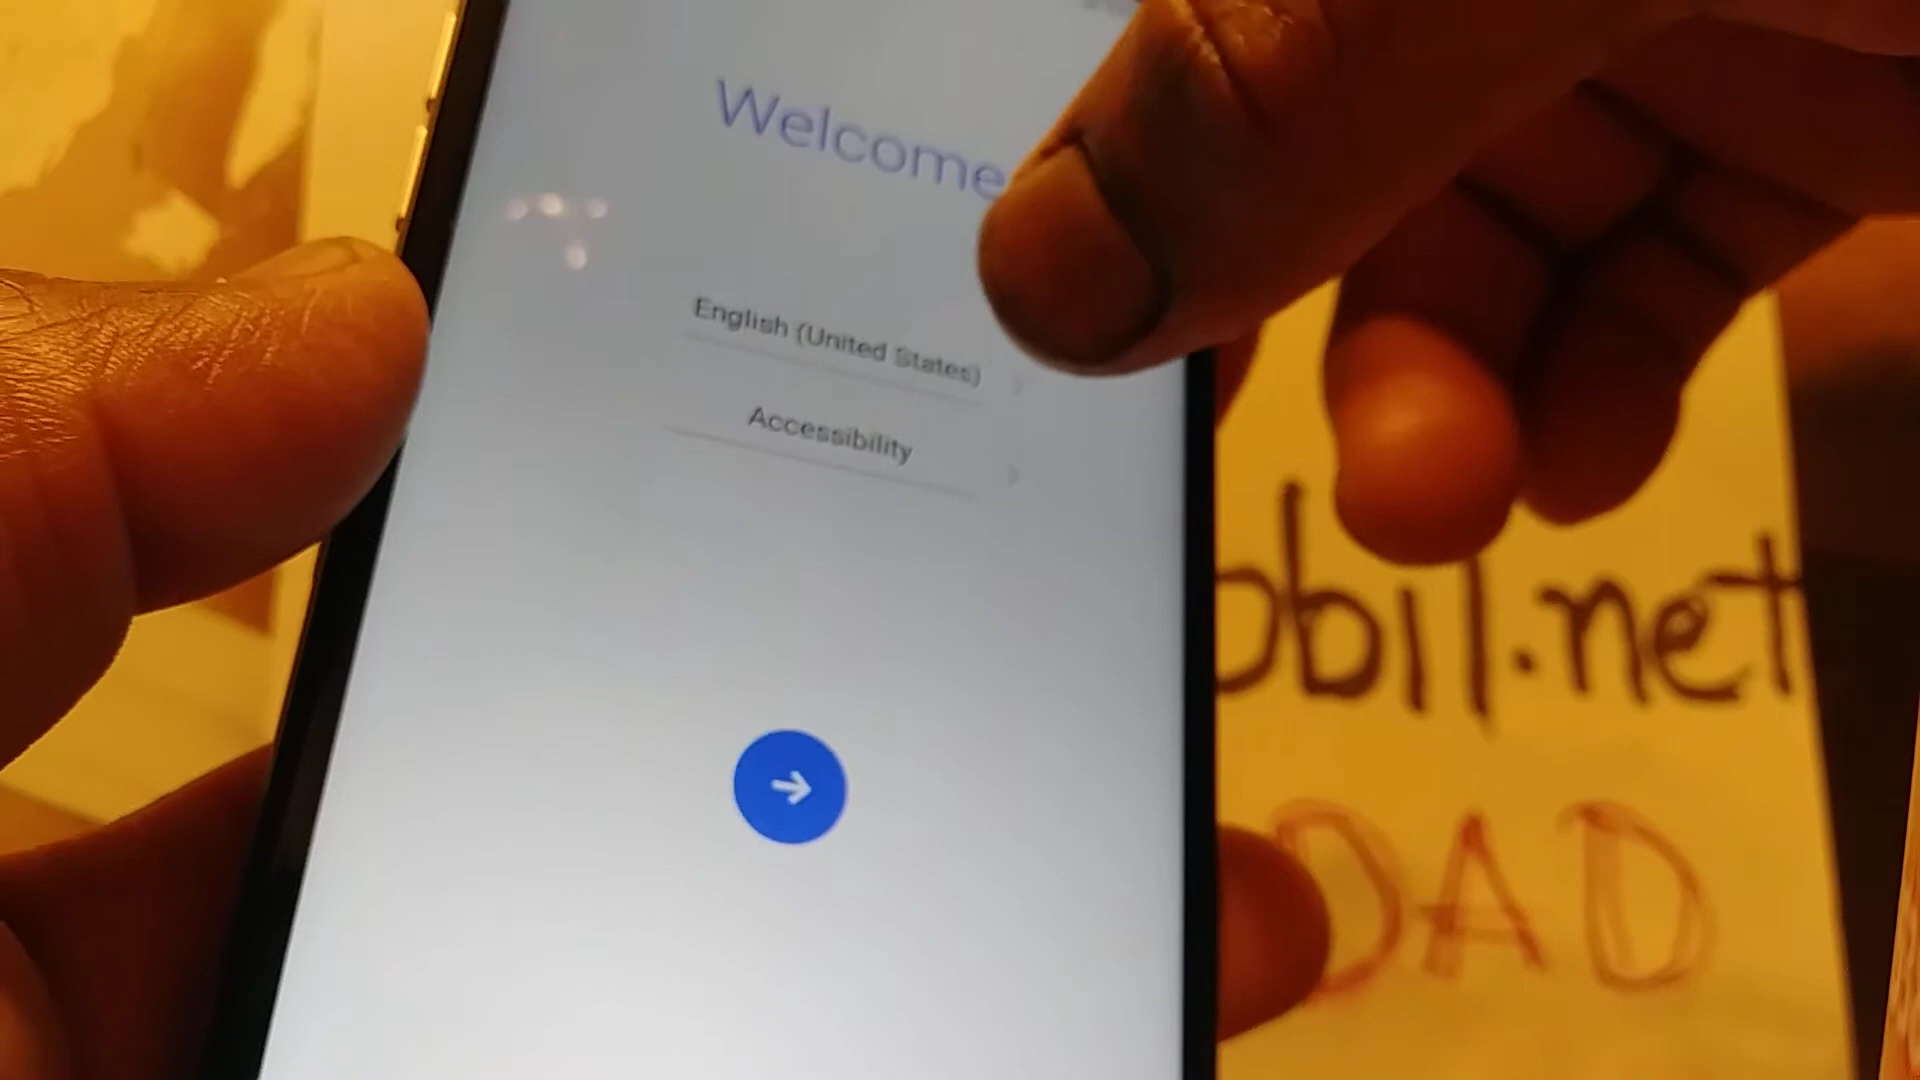 Welcome
English (United States)
Accessibility
obil.net
DAD